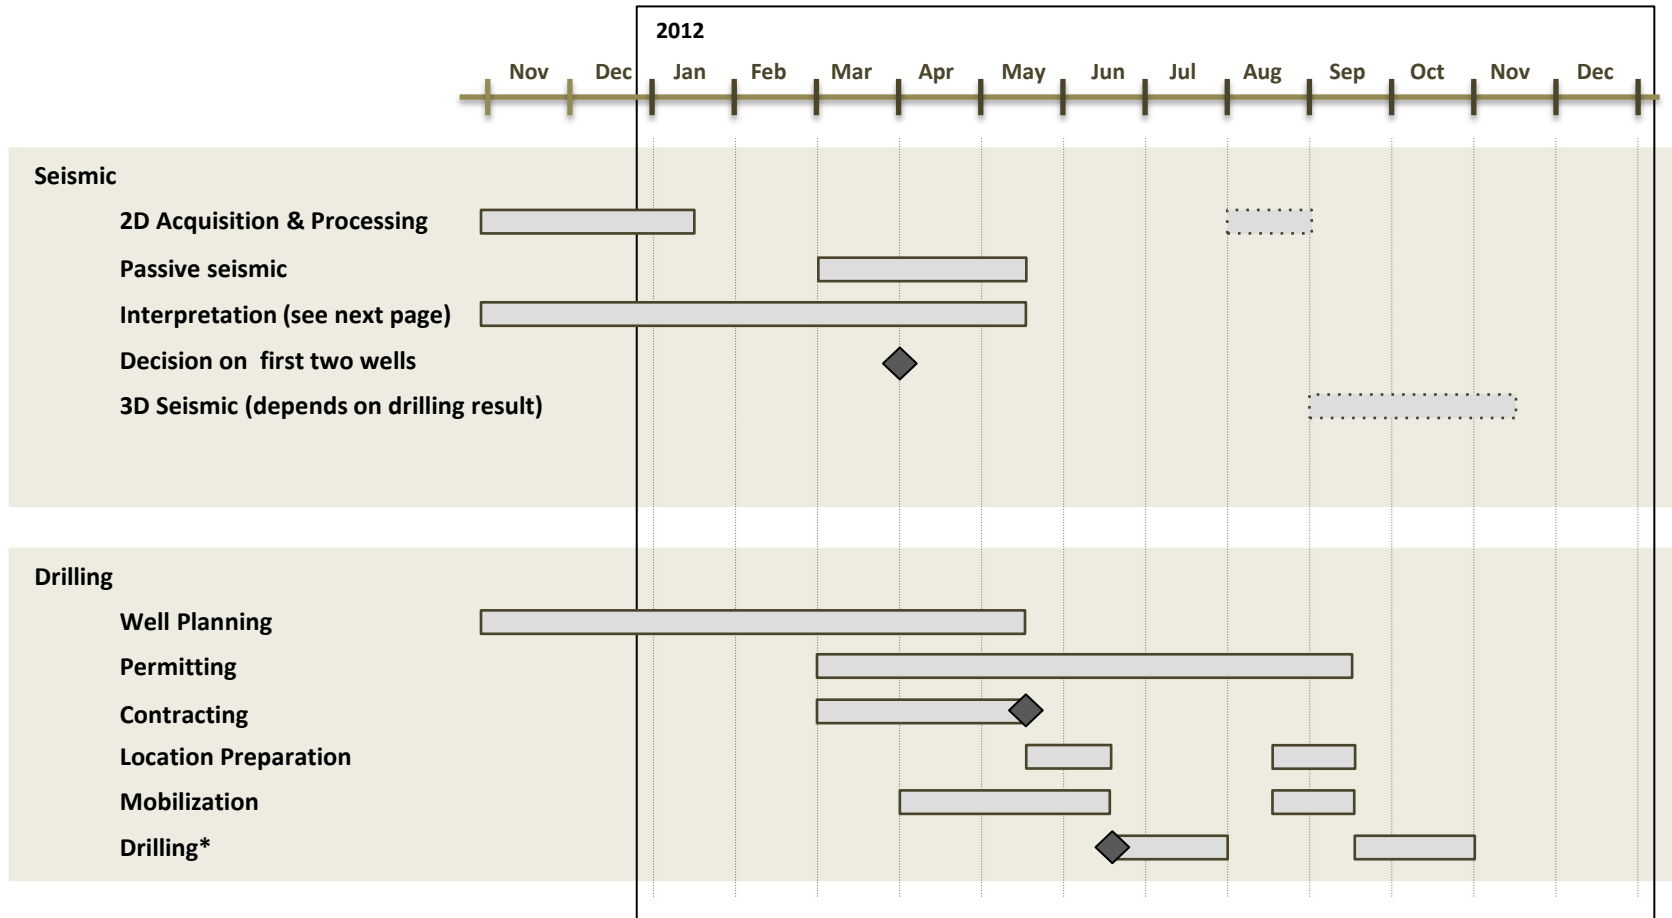 2012
Nov Dec Jan Feb Mar Apr May Jun Jul Aug Sep Oct Nov Dec
Seismic
2D Acquisition & Processing
Passive seismic
Interpretation (see next page)
Decision on first two wells
3D Seismic (depends on drilling result)
Drilling
Well Planning
Permitting
Contracting
Location Preparation
Mobilization
Drilling*